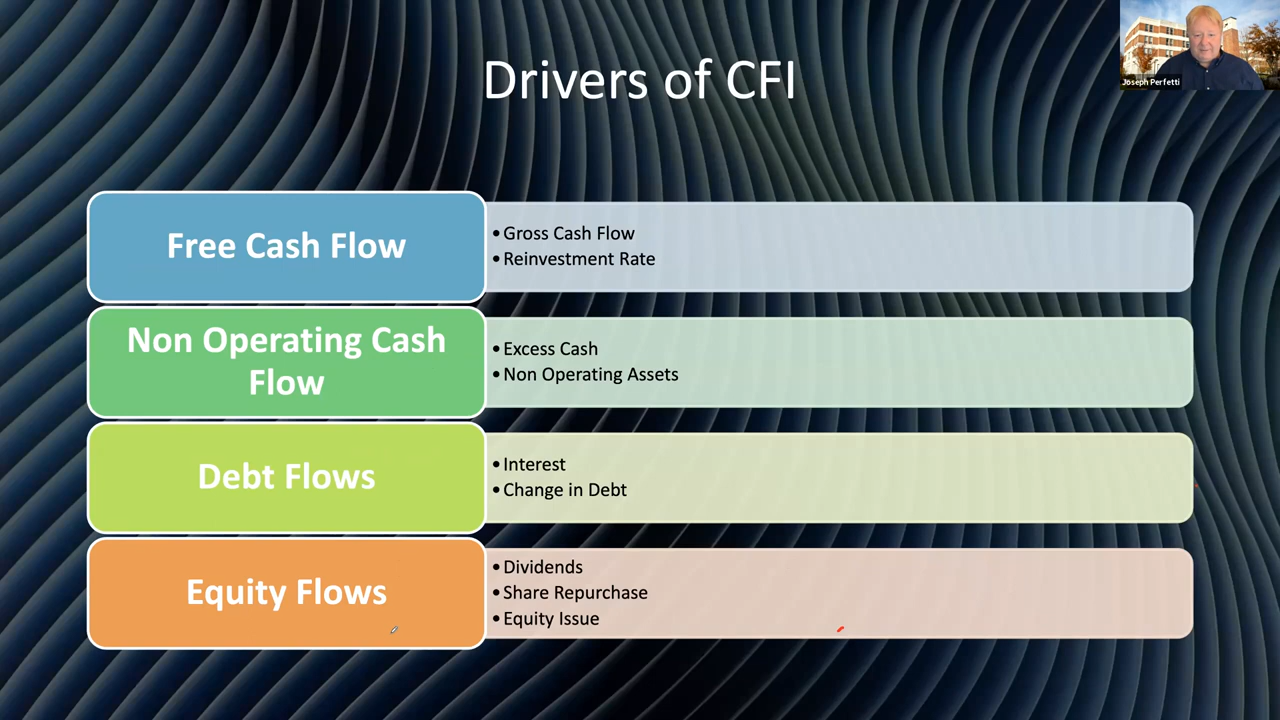 Drivers of CFI
Joseph Perfetti
Free Cash Flow
• Gross Cash Flow
• Reinvestment Rate
Non Operating Cash
Flow
• Excess Cash
• Non Operating Assets
Debt Flows
• Interest
• Change in Debt
Equity Flows
• Dividends
• Share Repurchase
• Equity Issue